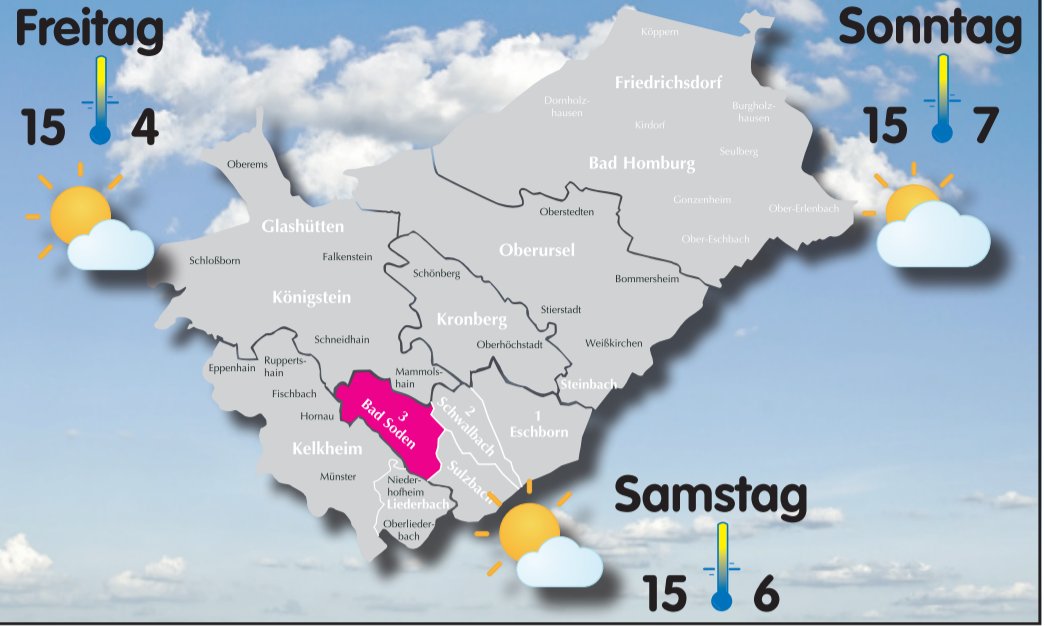 Freitag
15 4
Sonntag
15 7
Köppern
Friedrichsdorf
Dornholz-
hausen
Burgholz-
hausen
Kirdorf
Seulberg
Bad Homburg
Oberems
Gonzenheim
Ober-Erlenbach
Oberstedten
Glashütten
Ober-Eschbach
Oberursel
Schloßborn
Falkenstein
Schönberg
Bommersheim
Königstein
Kronberg
Stierstadt
Schneidhain
Oberhöchstadt
Weißkirchen
Eppenhain
Rupperts-
hain
Mammols-
hain
Steinbach
Fischbach
Hornau
3
Bad Soden
2
Schwalbach
1
Eschborn
Kelkheim
Münster
Sulzbach
Nieder-
hofheim
Liederbach
Oberlieder-
bach
Samstag
15 6